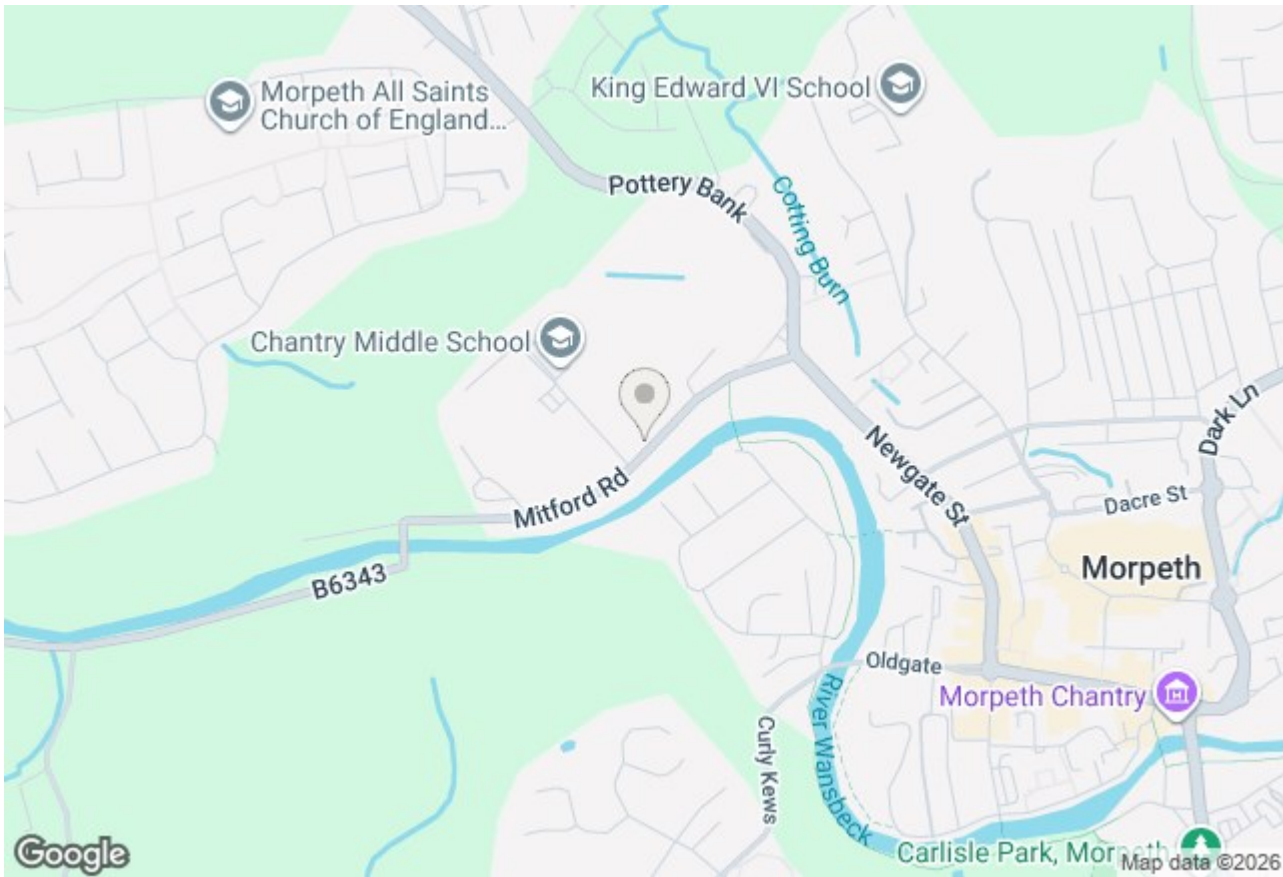 Morpeth All Saints
Church of England...
King Edward VI School
Pottery Bank
Cotting Burn
Chantry Middle School
Dark Ln
Newgate St
Mitford Rd
Dacre St
B6343
Morpeth
Oldgate
Morpeth Chantry
River Wansbeck
Curly Kews
Carlisle Park, Morpeth
Google
Map data ©2026